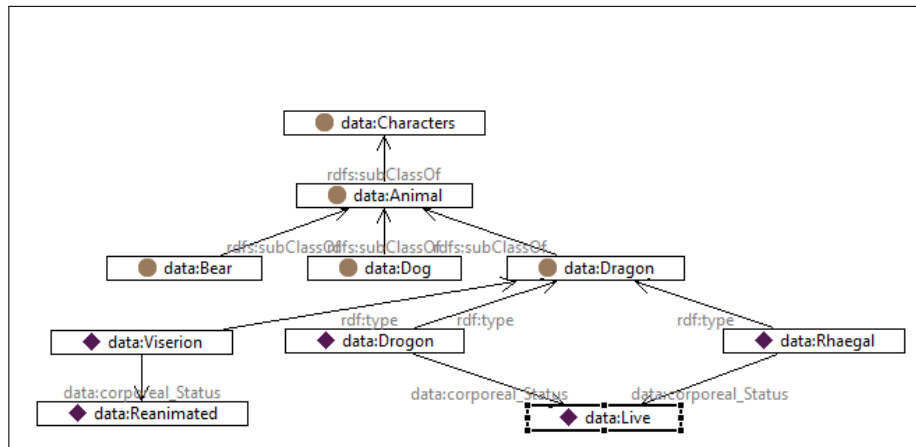 data:Characters
rdfs:subClassOf
data:Animal
rdfs:subClassOf rdfs:subClassOf rdfs:subClassOf
data:Bear data:Dog data:Dragon
rdf:type rdf:type rdf:type
data:Viserion data:Drogon data:Rhaegal
data:corporeal_Status data:corporeal_Status data:corporeal_Status
data:Reanimated data:Live